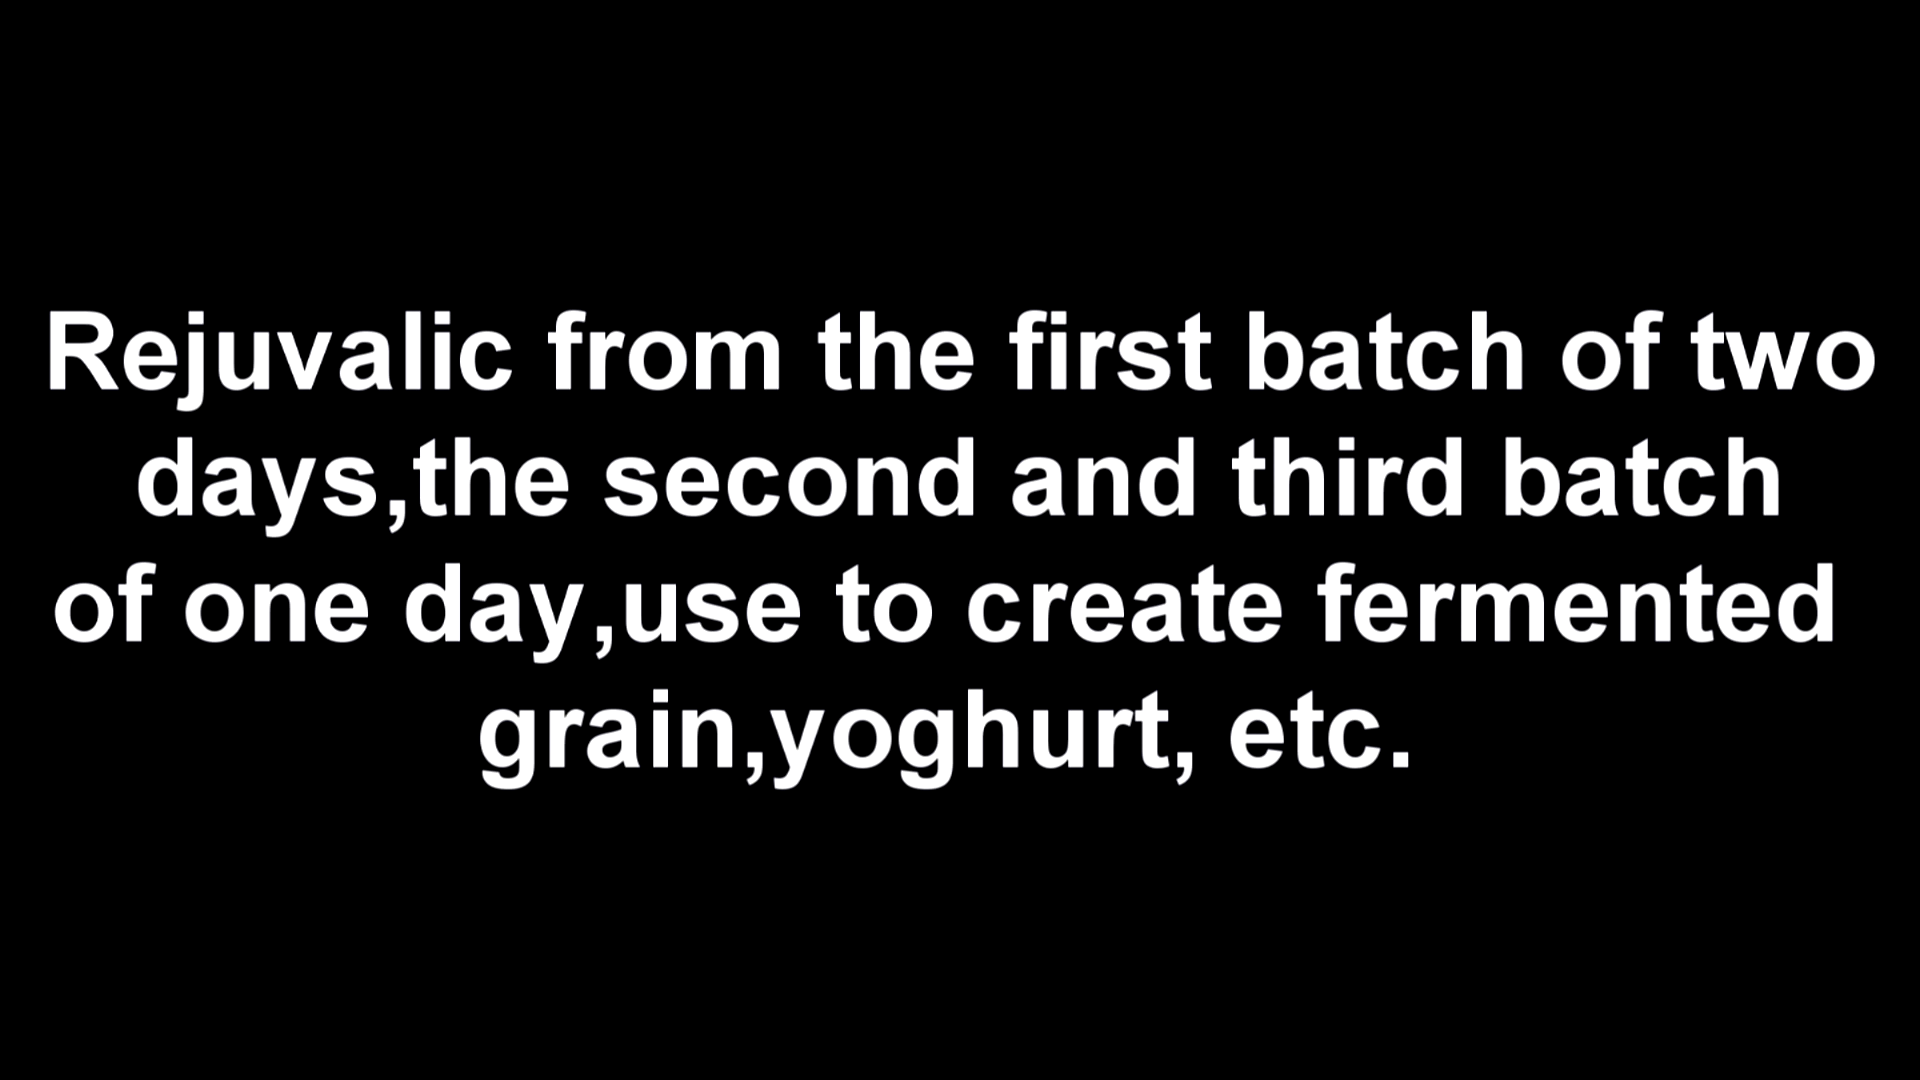 Rejuvalic from the first batch of two
days,the second and third batch
of one day,use to create fermented
grain,yoghurt, etc.